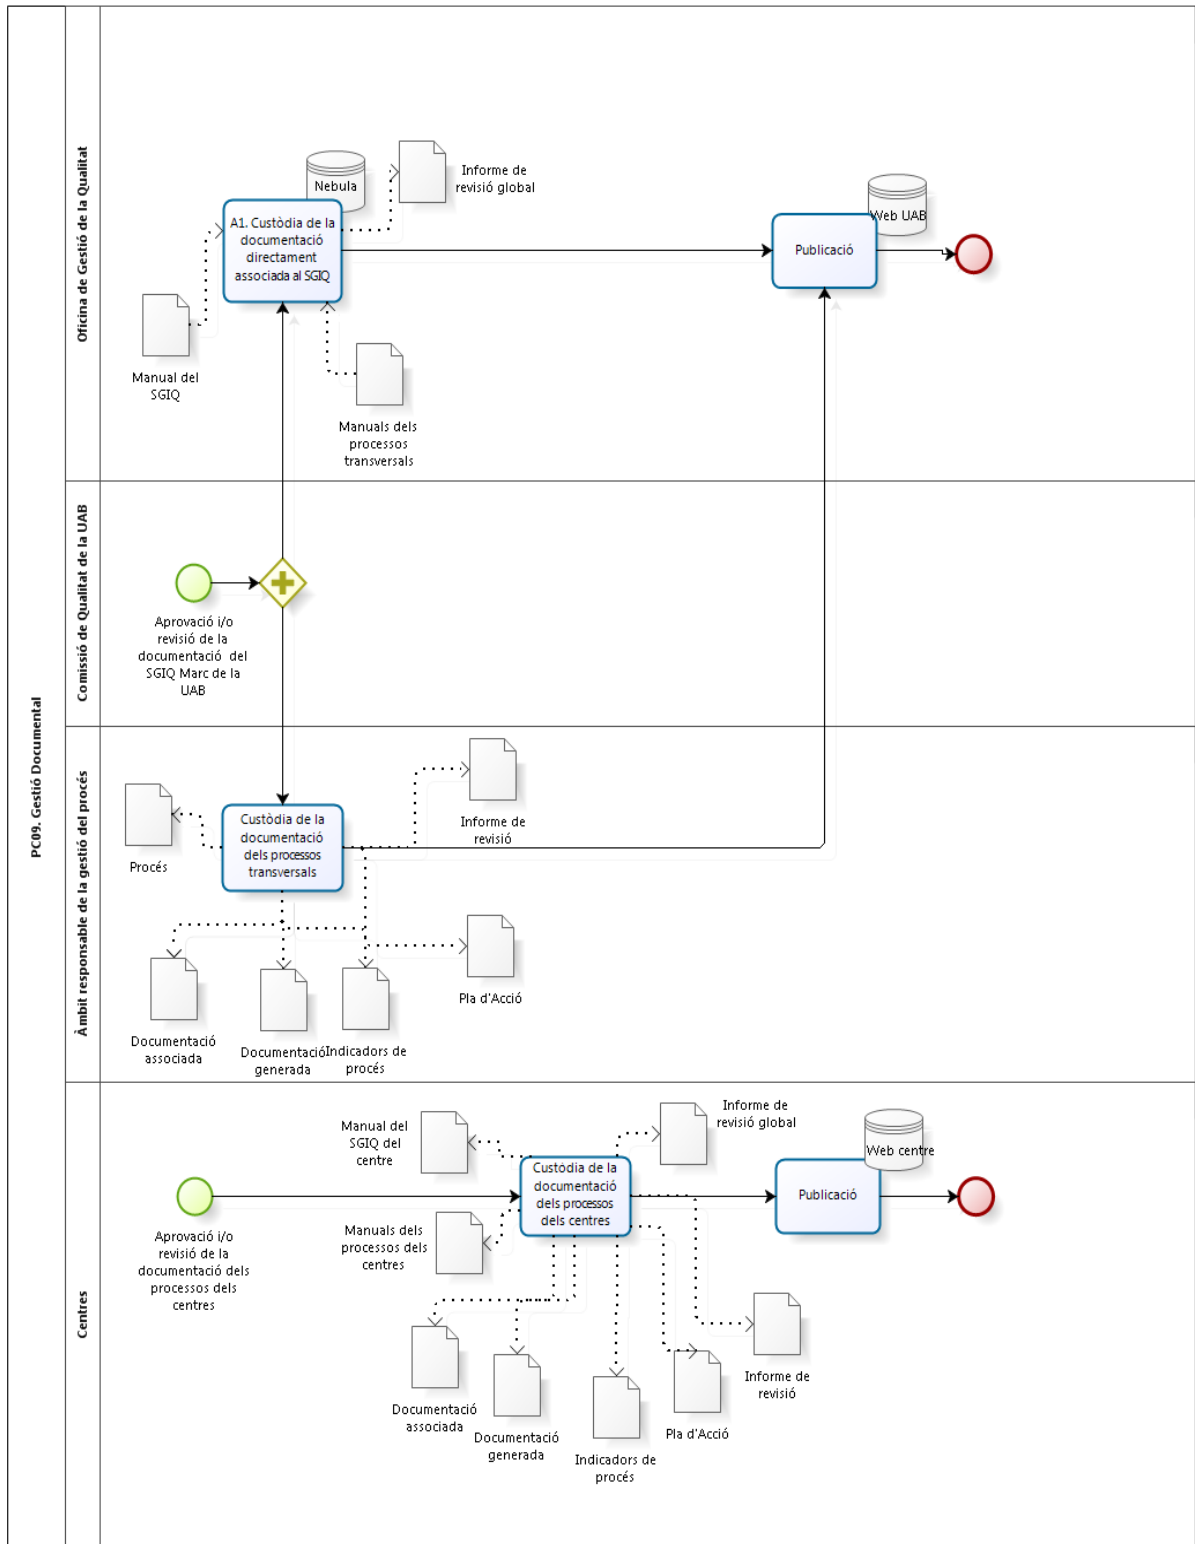 PC09. Gestió Documental
Oficina de Gestió de la Qualitat
Nebula
Informe de
revisió global
A1. Custòdia de la
documentació
directament
associada al SGIQ
Web UAB
Publicació
Manual del
SGIQ
Manuals dels
processos
transversals
Comissió de Qualitat de la UAB
Aprovació i/o
revisió de la
documentació  del
SGIQ Marc de la
UAB
Àmbit responsable de la gestió del procés
Informe de
revisió
Custòdia de la
documentació
dels processos
transversals
Procés
Pla d'Acció
Documentació
associada
Documentació
generada
Indicadors de
procés
Centres
Manual del
SGIQ del
centre
Informe de
revisió global
Web centre
Custòdia de la
documentació
dels processos
dels centres
Publicació
Manuals dels
processos dels
centres
Aprovació i/o
revisió de la
documentació dels
processos dels
centres
Informe de
revisió
Documentació
associada
Documentació
generada
Pla d'Acció
Indicadors de
procés